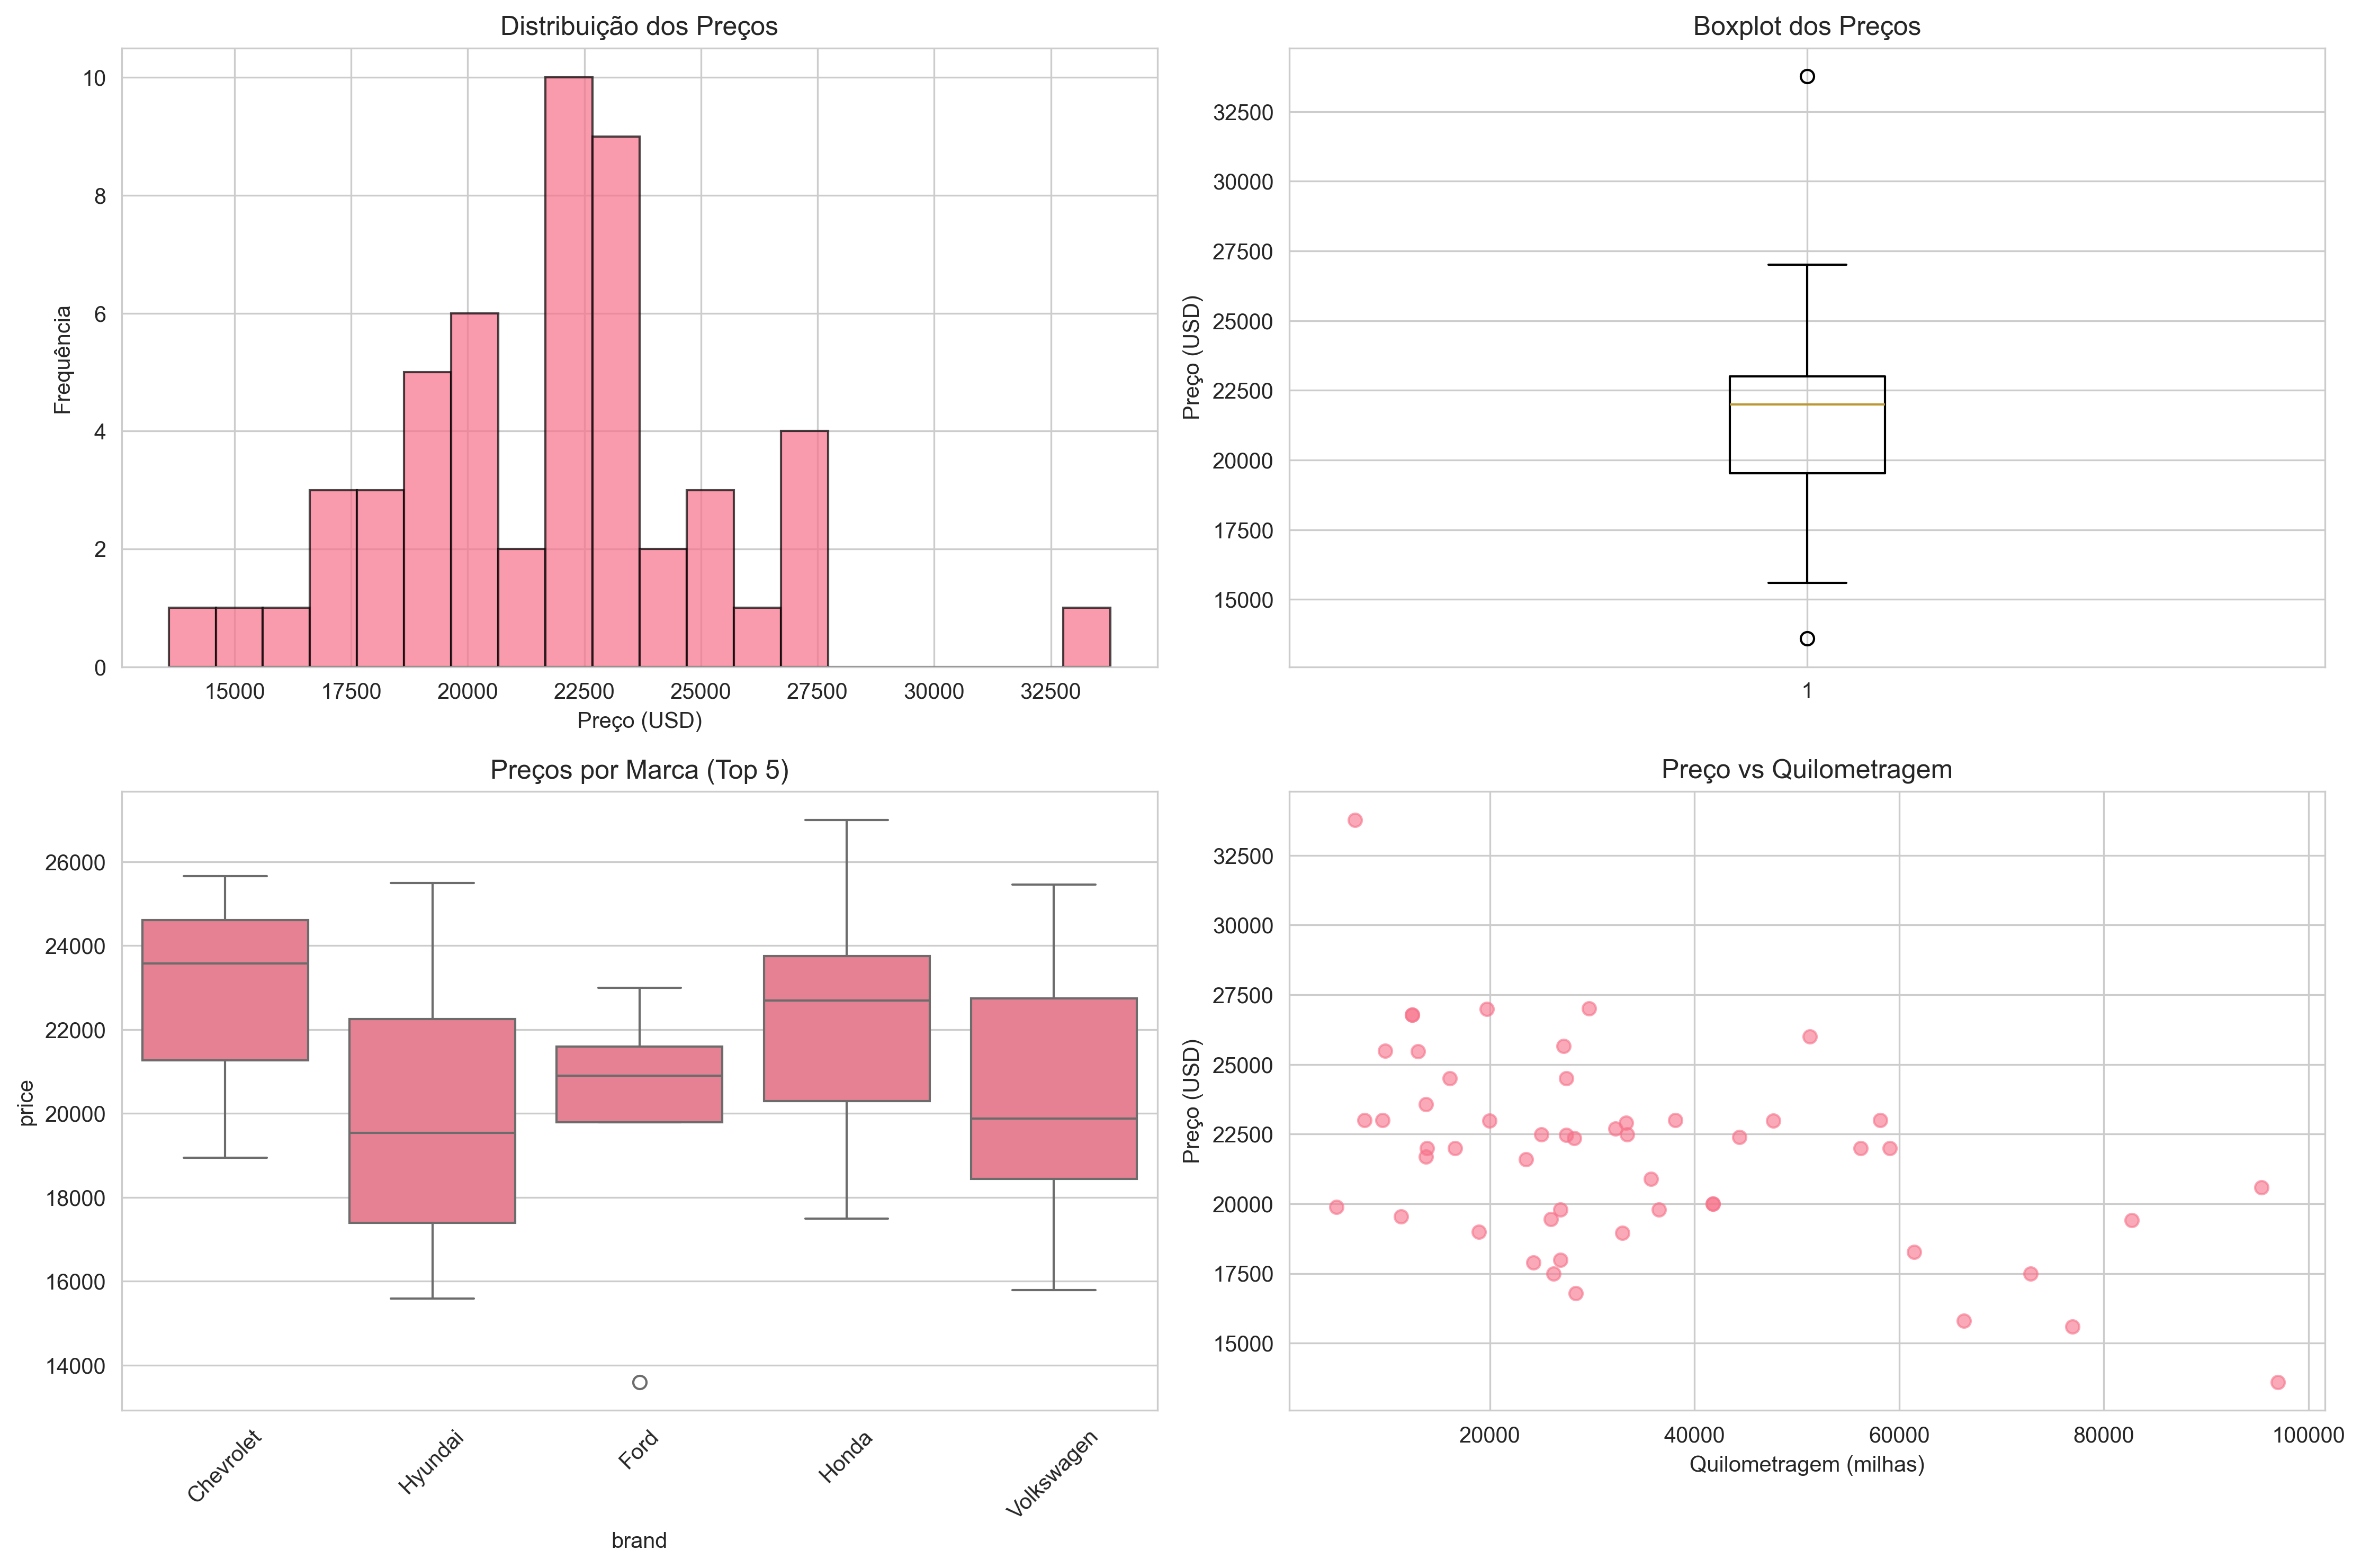 Distribuição dos Preços
10
8
6
4
2
0
Frequência
15000 17500 20000 22500 25000 27500 30000 32500
Preço (USD)
Boxplot dos Preços
32500
30000
27500
25000
22500
20000
17500
15000
Preço (USD)
1
Preços por Marca (Top 5)
26000
24000
22000
20000
18000
16000
14000
price
Chevrolet
Hyundai
Ford
Honda
Volkswagen
brand
Preço vs Quilometragem
32500
30000
27500
25000
22500
20000
17500
15000
Preço (USD)
20000 40000 60000 80000 100000
Quilometragem (milhas)